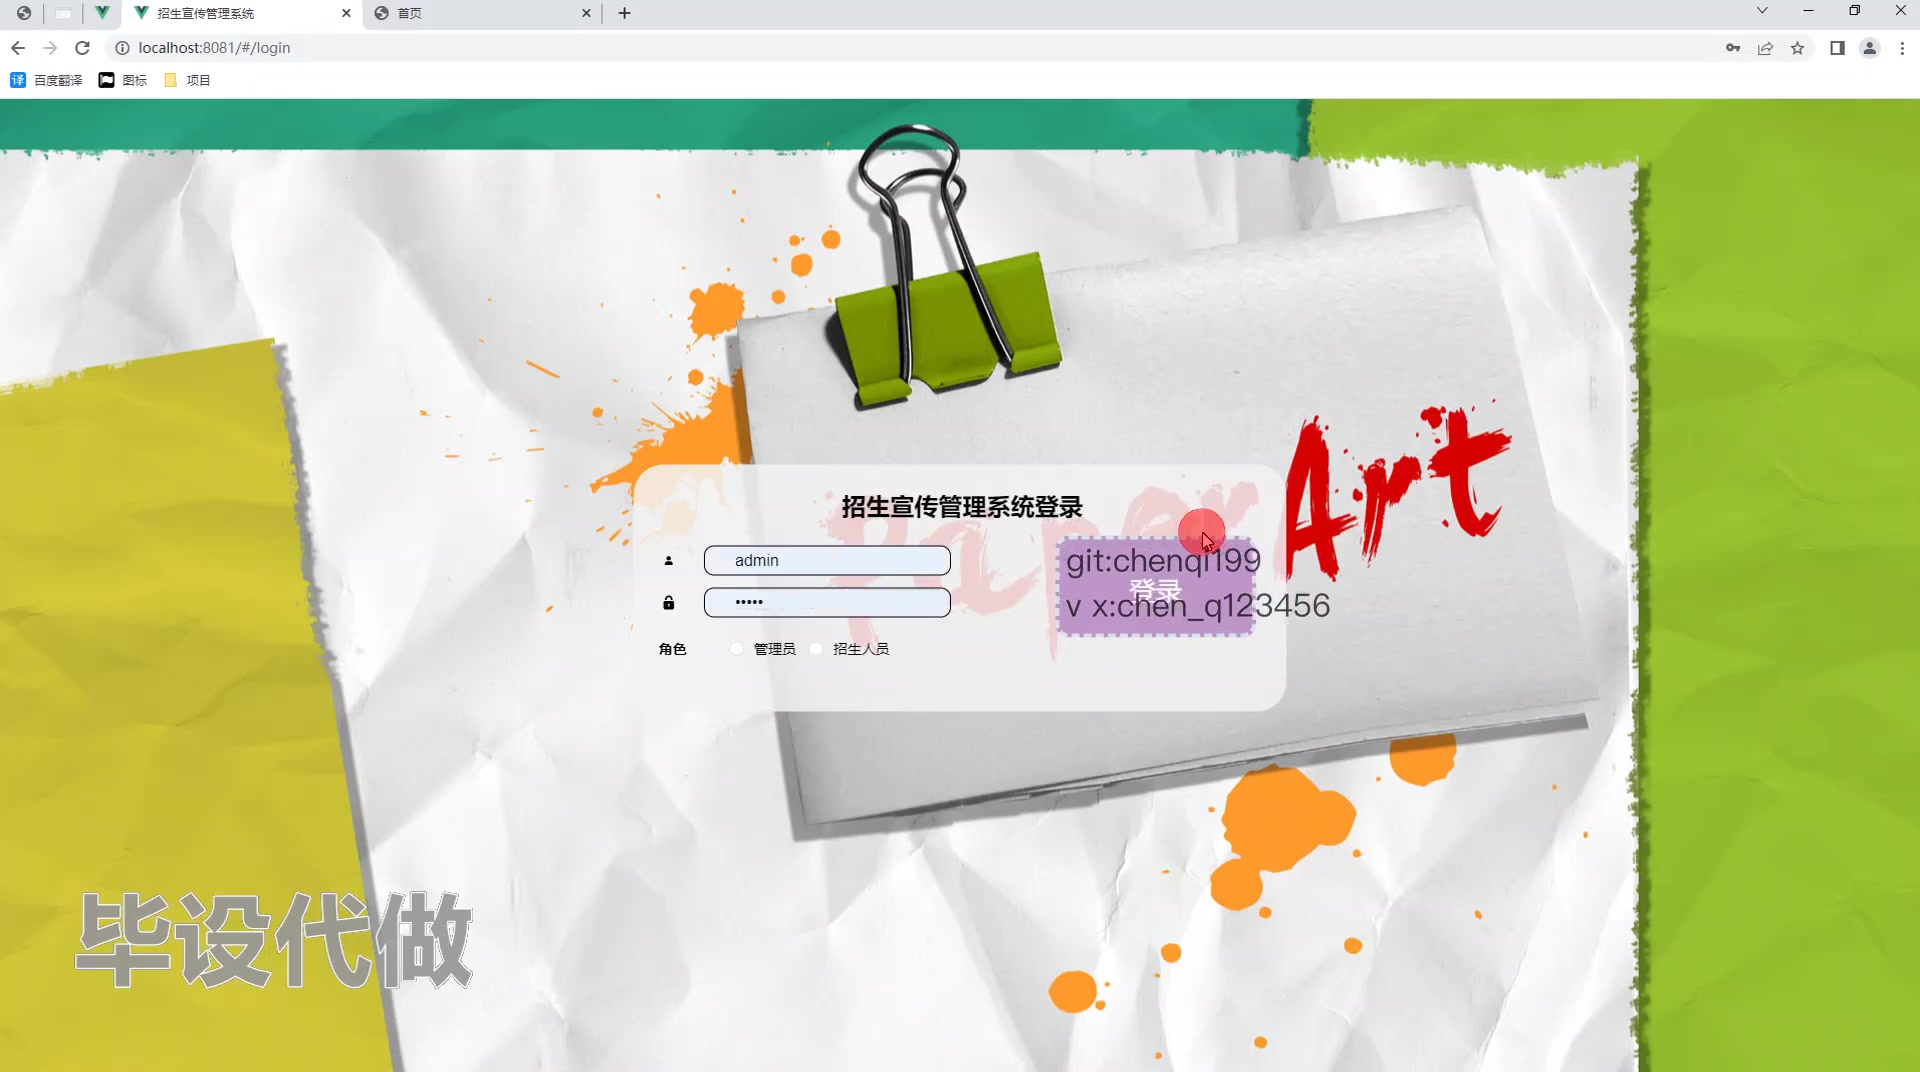 招生宣传管理系统
首页
localhost:8081/#/login
百度翻译
图标
项目
Paper Art
招生宣传管理系统登录
admin
•••••
角色
管理员
招生人员
登录
git:chenqi199
v x:chen_q123456
毕设代做